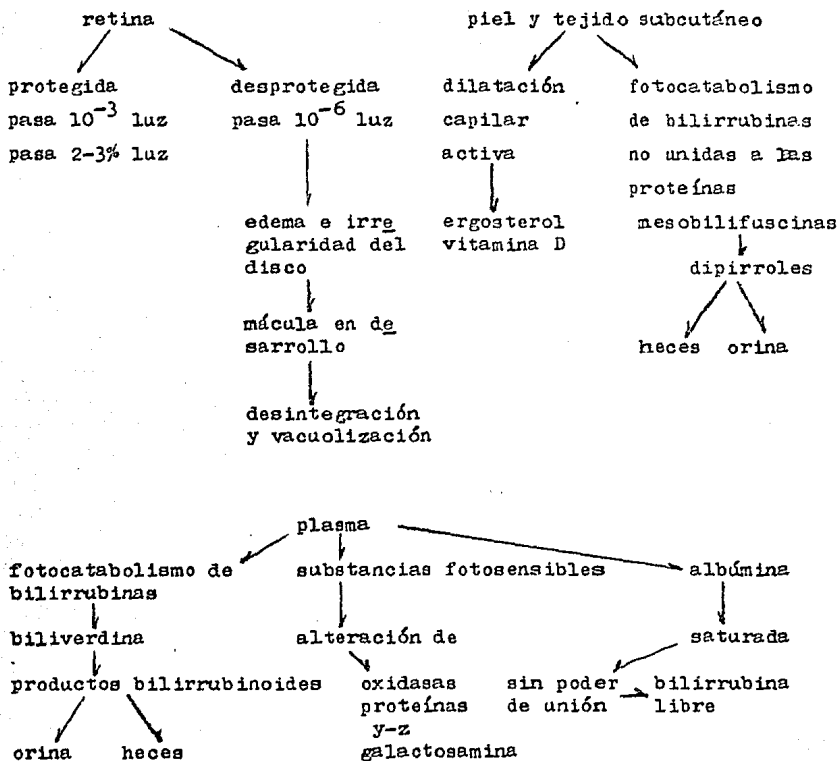 retina
protegida
pasa 10-3 luz
pasa 2-3% luz
desprotegida
pasa 10-6 luz
edema e irre
gularidad del
disco
mácula en de
sarrollo
desintegración
y vacuolización
piel y tejido subcutáneo
dilatación
capilar
activa
ergosterol
vitamina D
fotocatabolismo
de bilirrubinas
no unidas a las
proteínas
mesobilifuscinas
dipirroles
heces orina
plasma
fotocatabolismo de
bilirrubinas
biliverdina
productos bilirrubinoides
orina heces
substancias fotosensibles
alteración de
oxidasas
proteínas
y-z
galactosamina
albúmina
saturada
sin poder
de unión
bilirrubina
libre